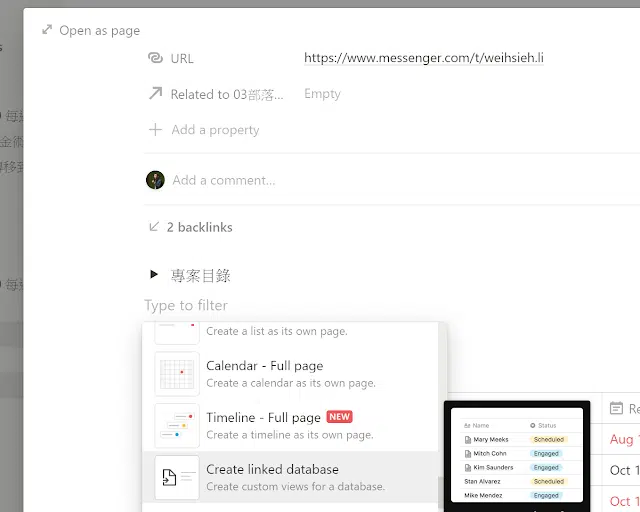 Open as page
URL https://www.messenger.com/t/weihsieh.li
Related to 03部落... Empty
Add a property
Add a comment...
2 backlinks
專案目錄
Type to filter
Create a list as its own page.
Calendar - Full page
Create a calendar as its own page.
Timeline - Full page NEW
Create a timeline as its own page.
Create linked database
Create custom views for a database.
Aa Name Status
Mary Meeks Scheduled
Mitch Cohn Engaged
Kim Saunders Engaged
Stan Alvarez Scheduled
Mike Mendez Engaged
Re
Aug 1
Oct 1
Oct 1